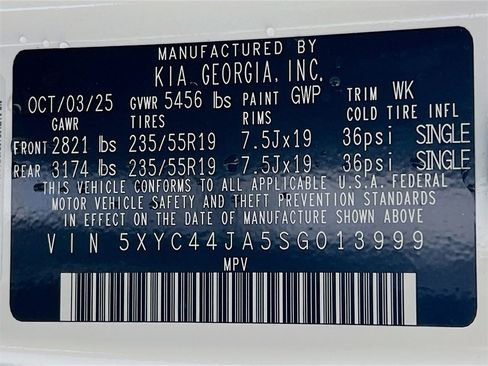 MANUFACTURED BY
KIA GEORGIA, INC.
OCT/03/25 GVWR 5456 lbs PAINT GWP TRIM WK
GAWR TIRES RIMS COLD TIRE INFL
FRONT 2821 lbs 235/55R19 7.5Jx19 36psi SINGLE
REAR 3174 lbs 235/55R19 7.5Jx19 36psi SINGLE
THIS VEHICLE CONFORMS TO ALL APPLICABLE U.S.A. FEDERAL
MOTOR VEHICLE SAFETY AND THEFT PREVENTION STANDARDS
IN EFFECT ON THE DATE OF MANUFACTURE SHOWN ABOVE
VIN 5XYC44JA5SG013999
MPV